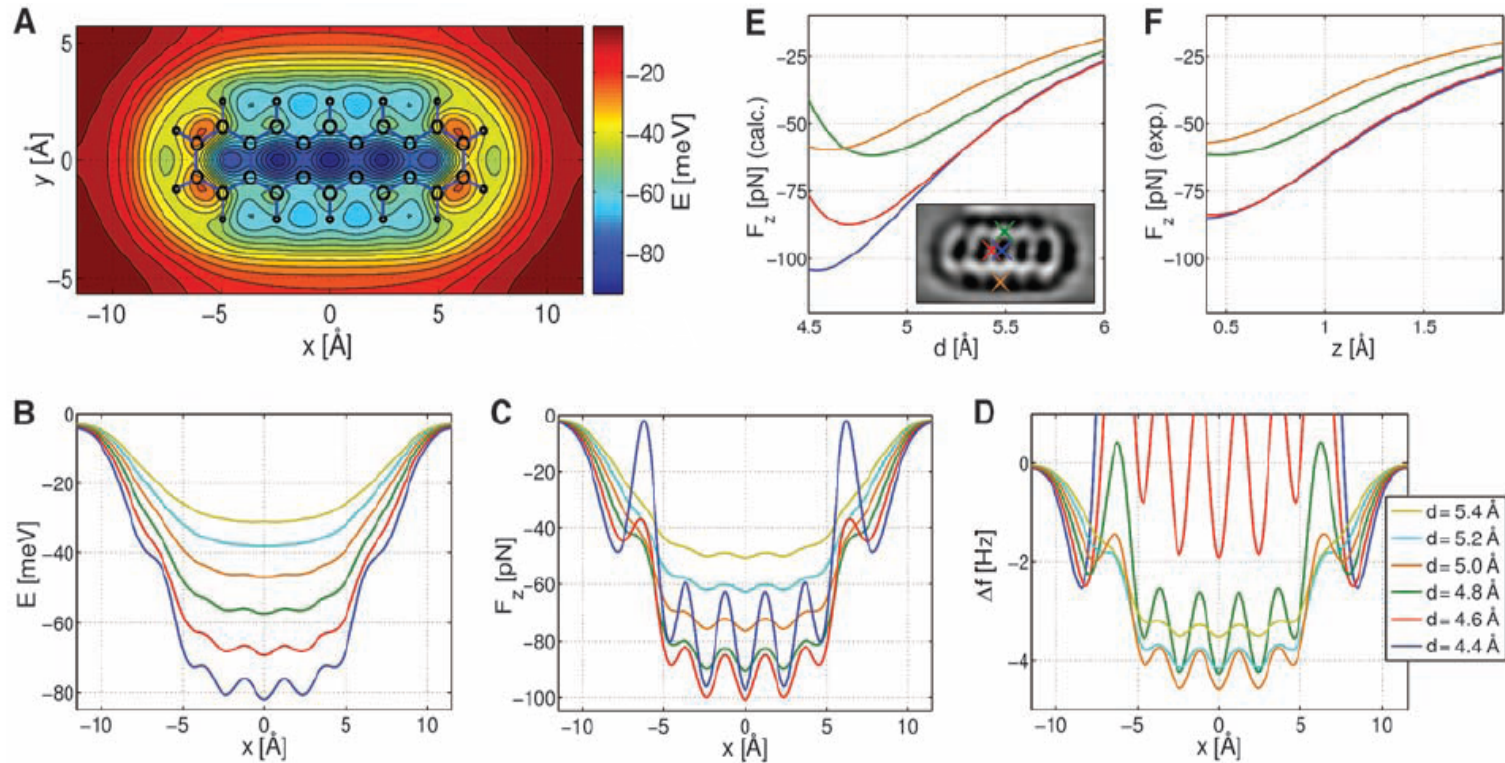 A
5
0
−5
y [Å]
−10
−5
0
5
10
x [Å]
−20
−40
−60
−80
E [meV]
E
−25
−50
−75
−100
F_z [pN] (calc.)
4.5
5
5.5
6
d [Å]
F
−25
−50
−75
−100
F_z [pN] (exp.)
0.5
1
1.5
z [Å]
B
0
−20
−40
−60
−80
E [meV]
−10
−5
0
5
10
x [Å]
C
0
−20
−40
−60
−80
−100
F_z [pN]
−10
−5
0
5
10
x [Å]
D
0
−2
−4
Δf [Hz]
−10
−5
0
5
10
x [Å]
d = 5.4 Å
d = 5.2 Å
d = 5.0 Å
d = 4.8 Å
d = 4.6 Å
d = 4.4 Å